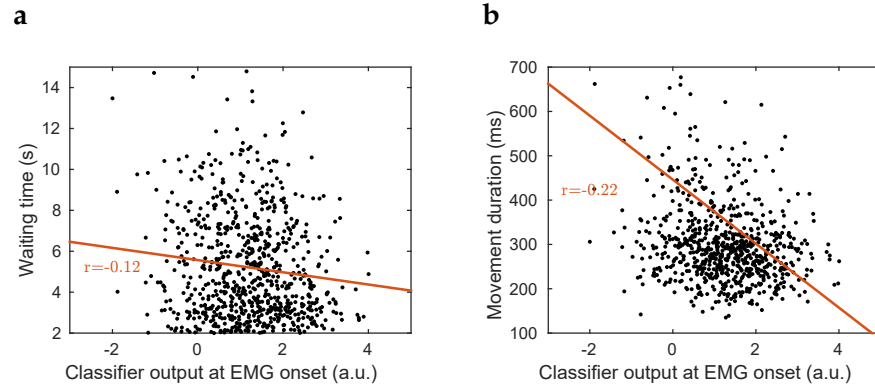 a
Waiting time (s)
14
12
10
8
6
4
2
r=-0.12
-2
0
2
4
Classifier output at EMG onset (a.u.)
b
Movement duration (ms)
700
600
500
400
300
200
100
r=-0.22
-2
0
2
4
Classifier output at EMG onset (a.u.)